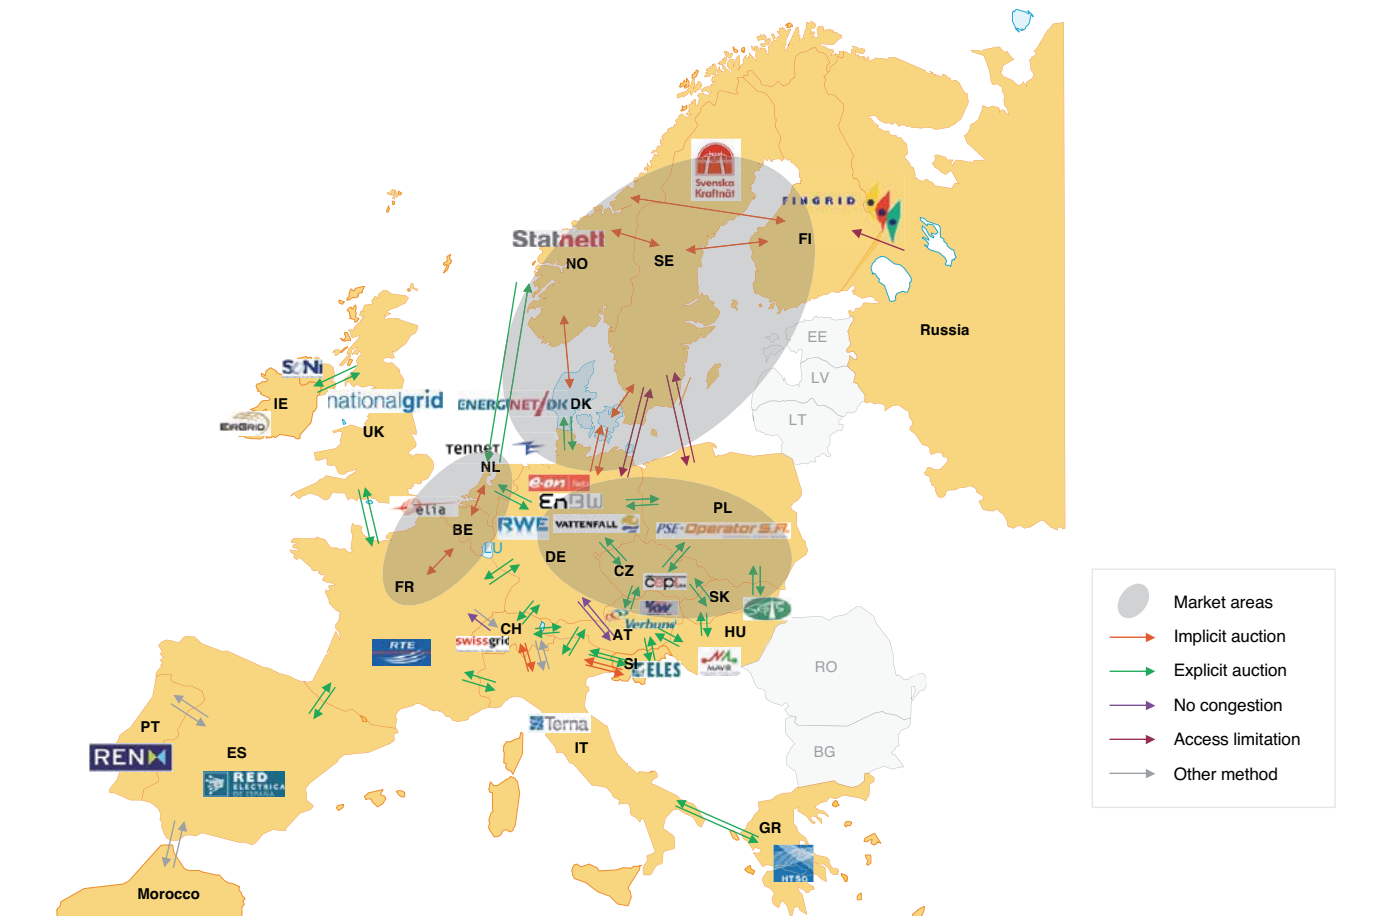 Svenska
Kraftnät
FINGRID
Statnett
NO
SE
FI
Russia
EE
LV
LT
SONI
IE
EIRGRID
nationalgrid
UK
ENERGINET/DK
DK
TenneT
NL
e-on Netz
EnBW
elia
BE
RWE
VATTENFALL
PL
PSE-Operator S.A.
LU
DE
CZ
čeps
FR
SK
VKW
Verbund
CH
AT
HU
RTE
swissgrid
SI
ELES
MAVIR
RO
PT
REN
ES
RED
ELÉCTRICA
DE ESPAÑA
Terna
IT
BG
GR
HTSO
Morocco
Market areas
Implicit auction
Explicit auction
No congestion
Access limitation
Other method